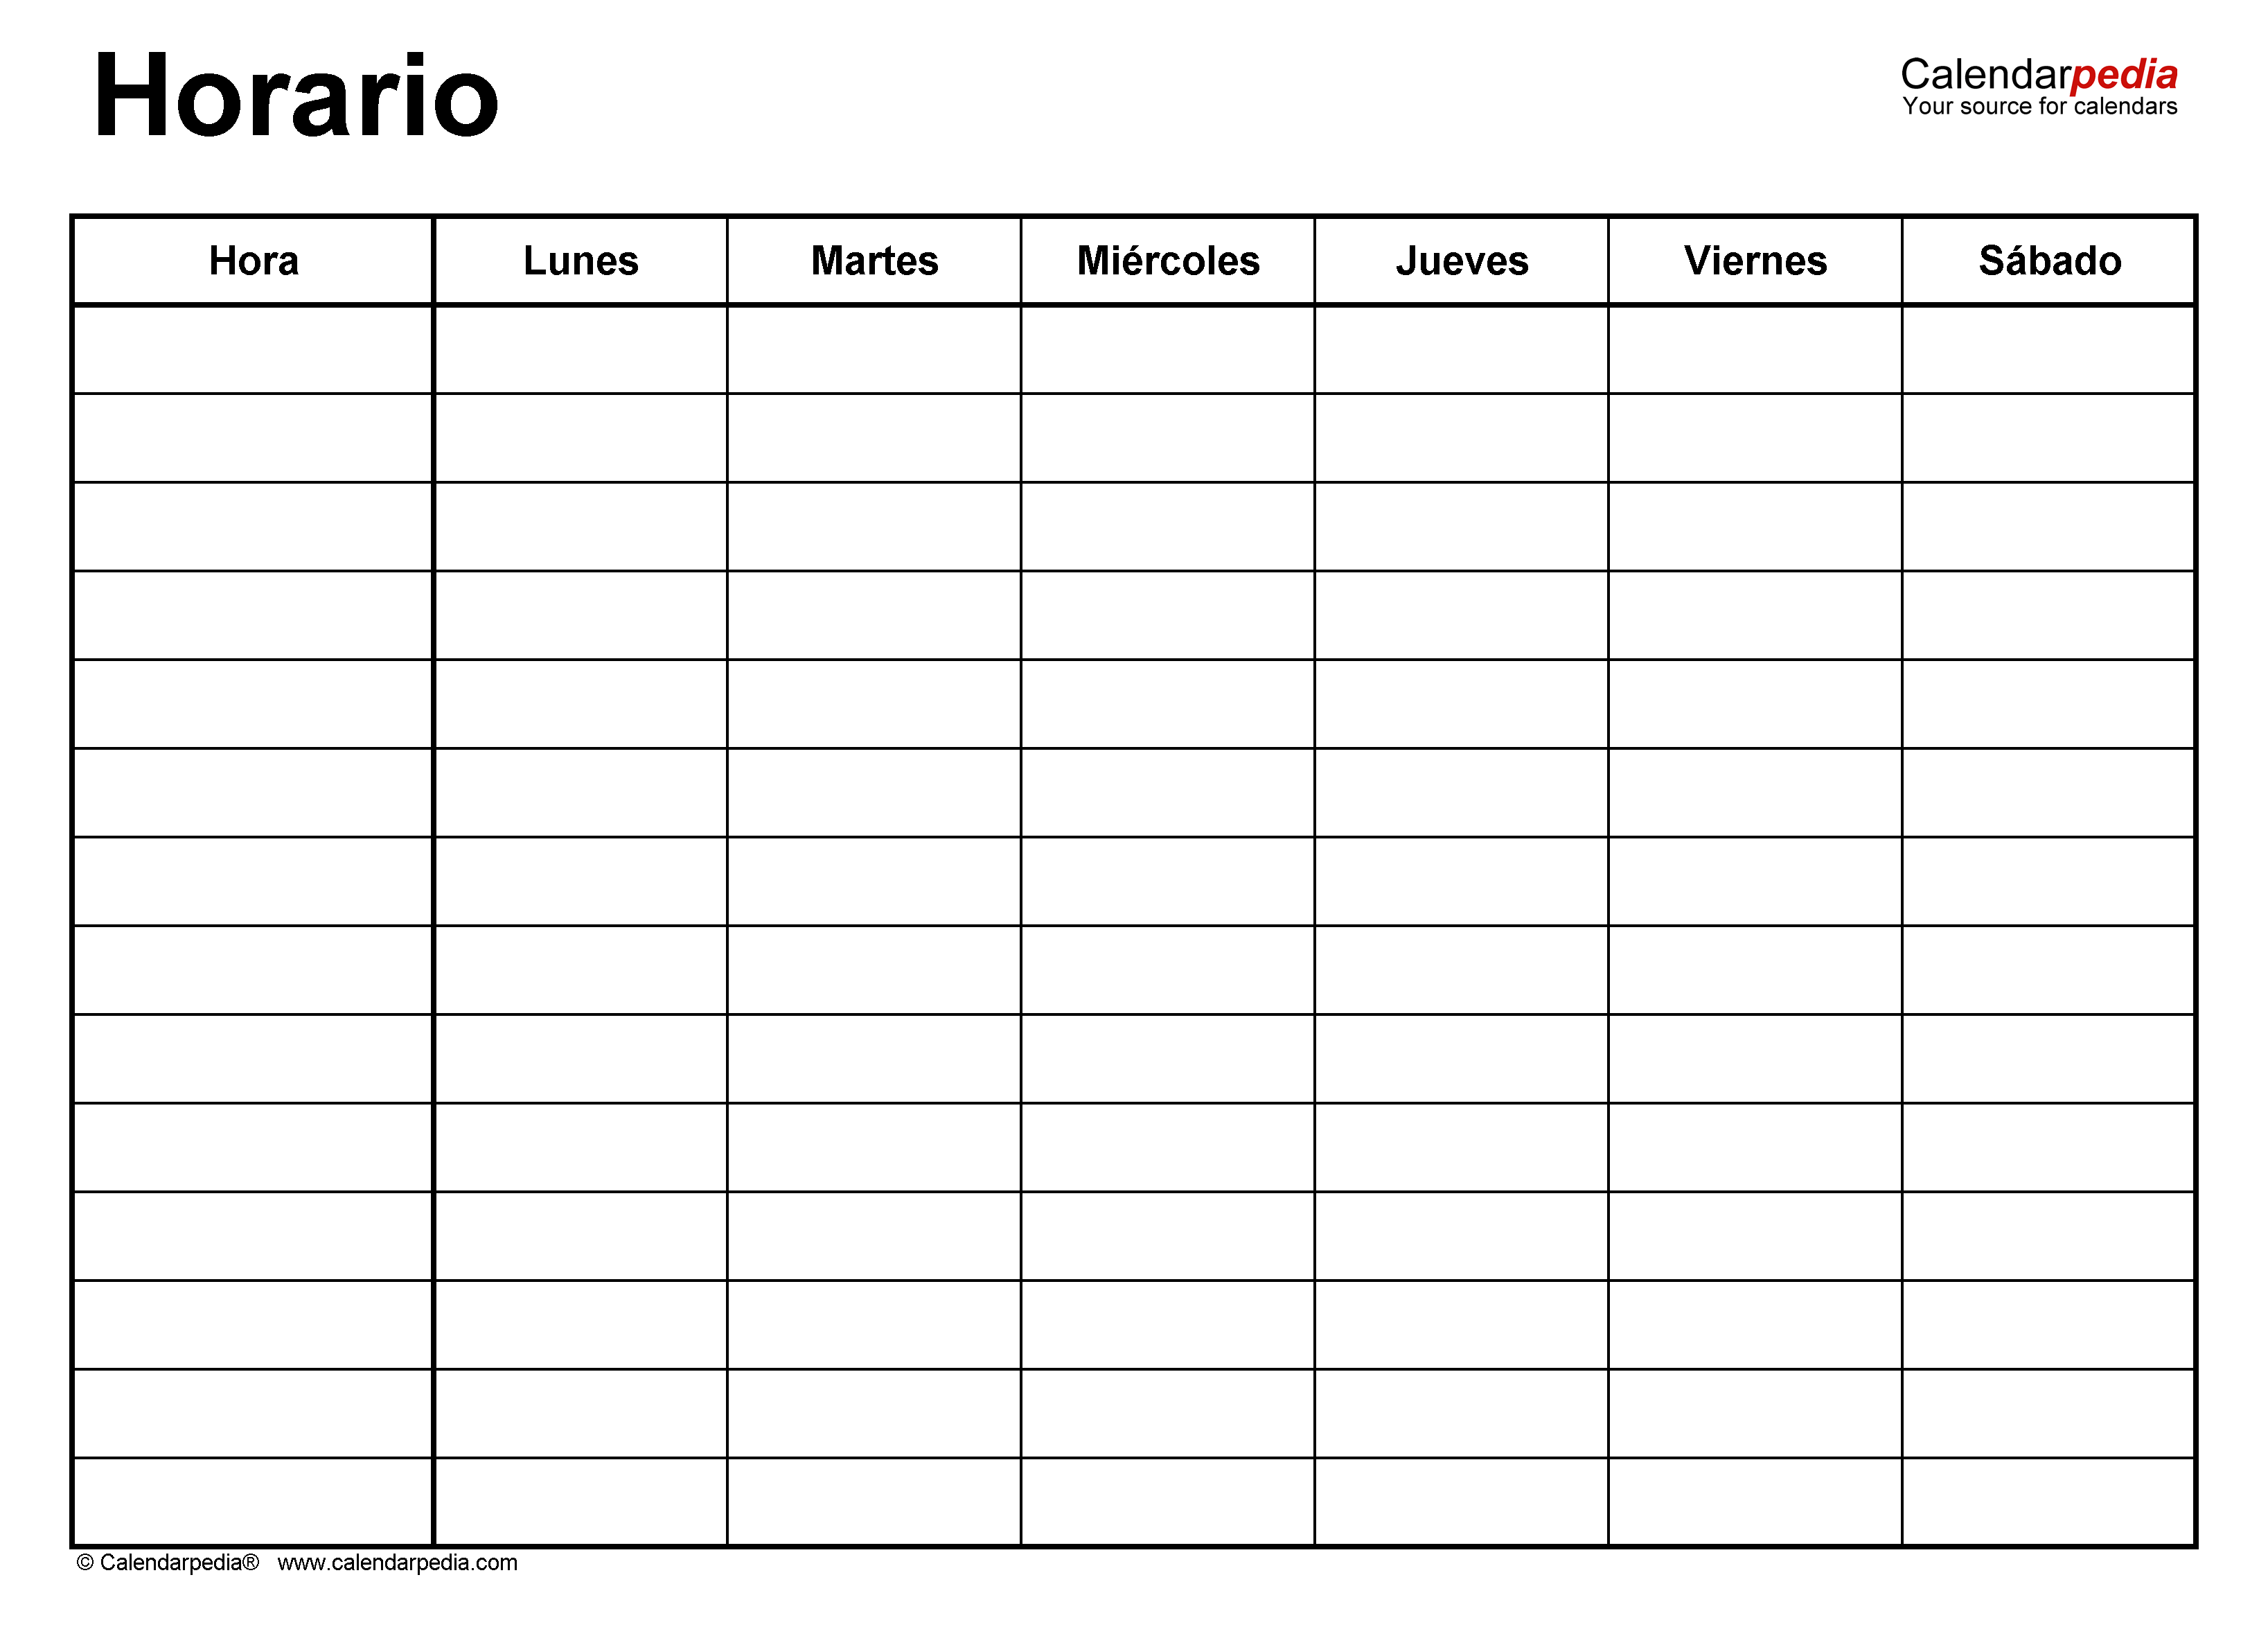 Horario
Calendarpedia
Your source for calendars
Hora Lunes Martes Miércoles Jueves Viernes Sábado
© Calendarpedia® www.calendarpedia.com